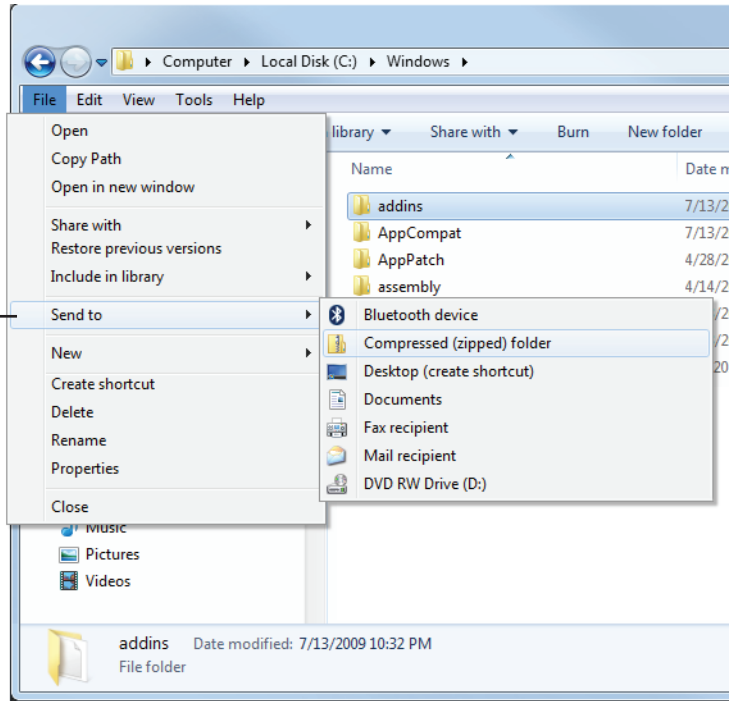 Computer Local Disk (C:) Windows
File Edit View Tools Help
library Share with Burn New folder
Open
Copy Path
Open in new window
Share with
Restore previous versions
Include in library
Send to
New
Create shortcut
Delete
Rename
Properties
Close
Name Date
addins 7/13/2
AppCompat 7/13/2
AppPatch 4/28/2
assembly 4/14/2
Bluetooth device
Compressed (zipped) folder
Desktop (create shortcut)
Documents
Fax recipient
Mail recipient
DVD RW Drive (D:)
Music
Pictures
Videos
addins Date modified: 7/13/2009 10:32 PM
File folder